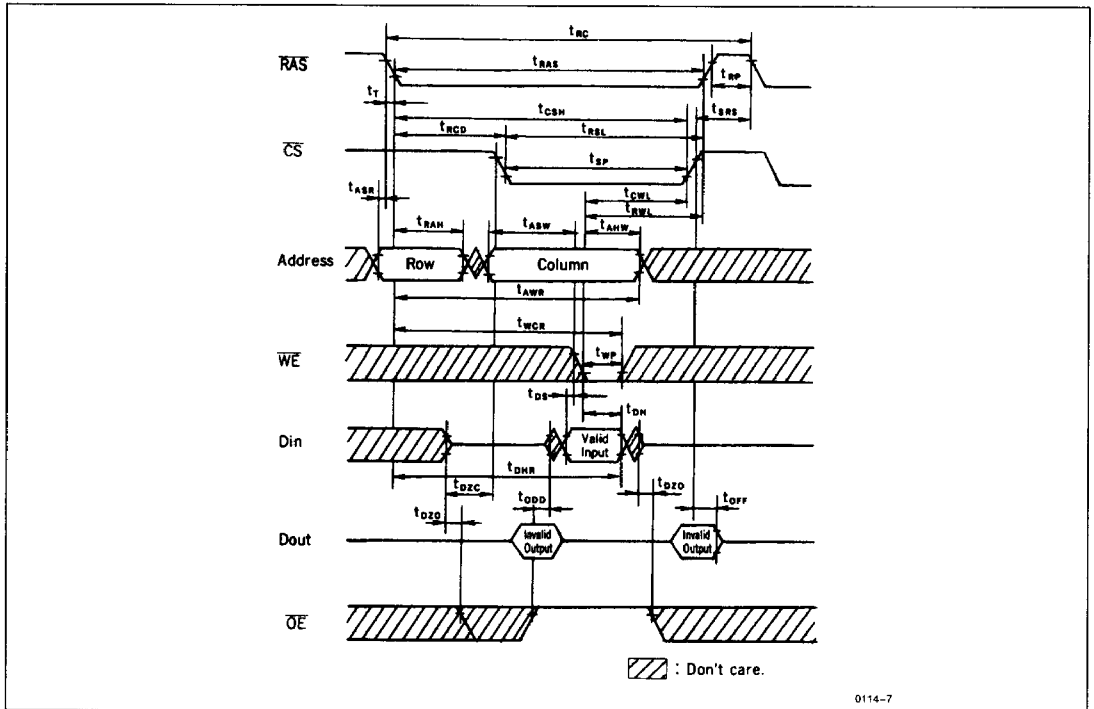 tRC
RAS
tRAS
tRP
tT
tCSH
tSRS
tRCD
tRSL
CS
tSP
tASR
tCWL
tRWL
tRAH
tASW
tAHW
Address
Row
Column
tAWR
tWCR
WE
tWP
tDS
tDH
Din
Valid
Input
tDHR
tDZC
tDZO
tODD
tOFF
tDZO
Dout
Invalid
Output
Invalid
Output
OE
: Don't care.
0114-7